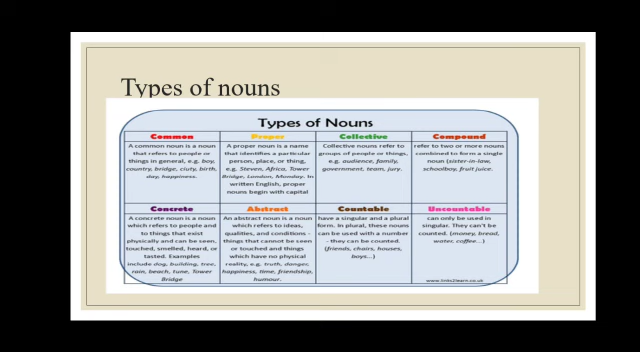 Types of nouns
Types of Nouns
Common
A common noun is a noun
that refers to people or
things in general, e.g. boy,
country, bridge, ciuty, birth,
day, happiness.
Proper
A proper noun is a name
that identifies a particular
person, place, or thing,
e.g. Steven, Africa, Tower
Bridge, London, Monday. In
written English, proper
nouns begin with capital
Collective
Collective nouns refer to
groups of people or things,
e.g. audience, family,
government, team, jury.
Compound
refer to two or more nouns
combined to form a single
noun (sister-in-law,
schoolboy, fruit juice.
Concrete
A concrete noun is a noun
which refers to people and
to things that exist
physically and can be seen,
touched, smelled, heard, or
tasted. Examples
include dog, building, tree,
rain, beach, tune, Tower
Bridge
Abstract
An abstract noun is a noun
which refers to ideas,
qualities, and conditions -
things that cannot be seen
or touched and things
which have no physical
reality, e.g. truth, danger,
happiness, time, friendship,
humour.
Countable
have a singular and a plural
form. In plural, these nouns
can be used with a number
- they can be counted.
(friends, chairs, houses,
boys...)
Uncountable
can only be used in
singular. They can't be
counted. (money, bread,
water, coffee...)
www.links2learn.co.uk